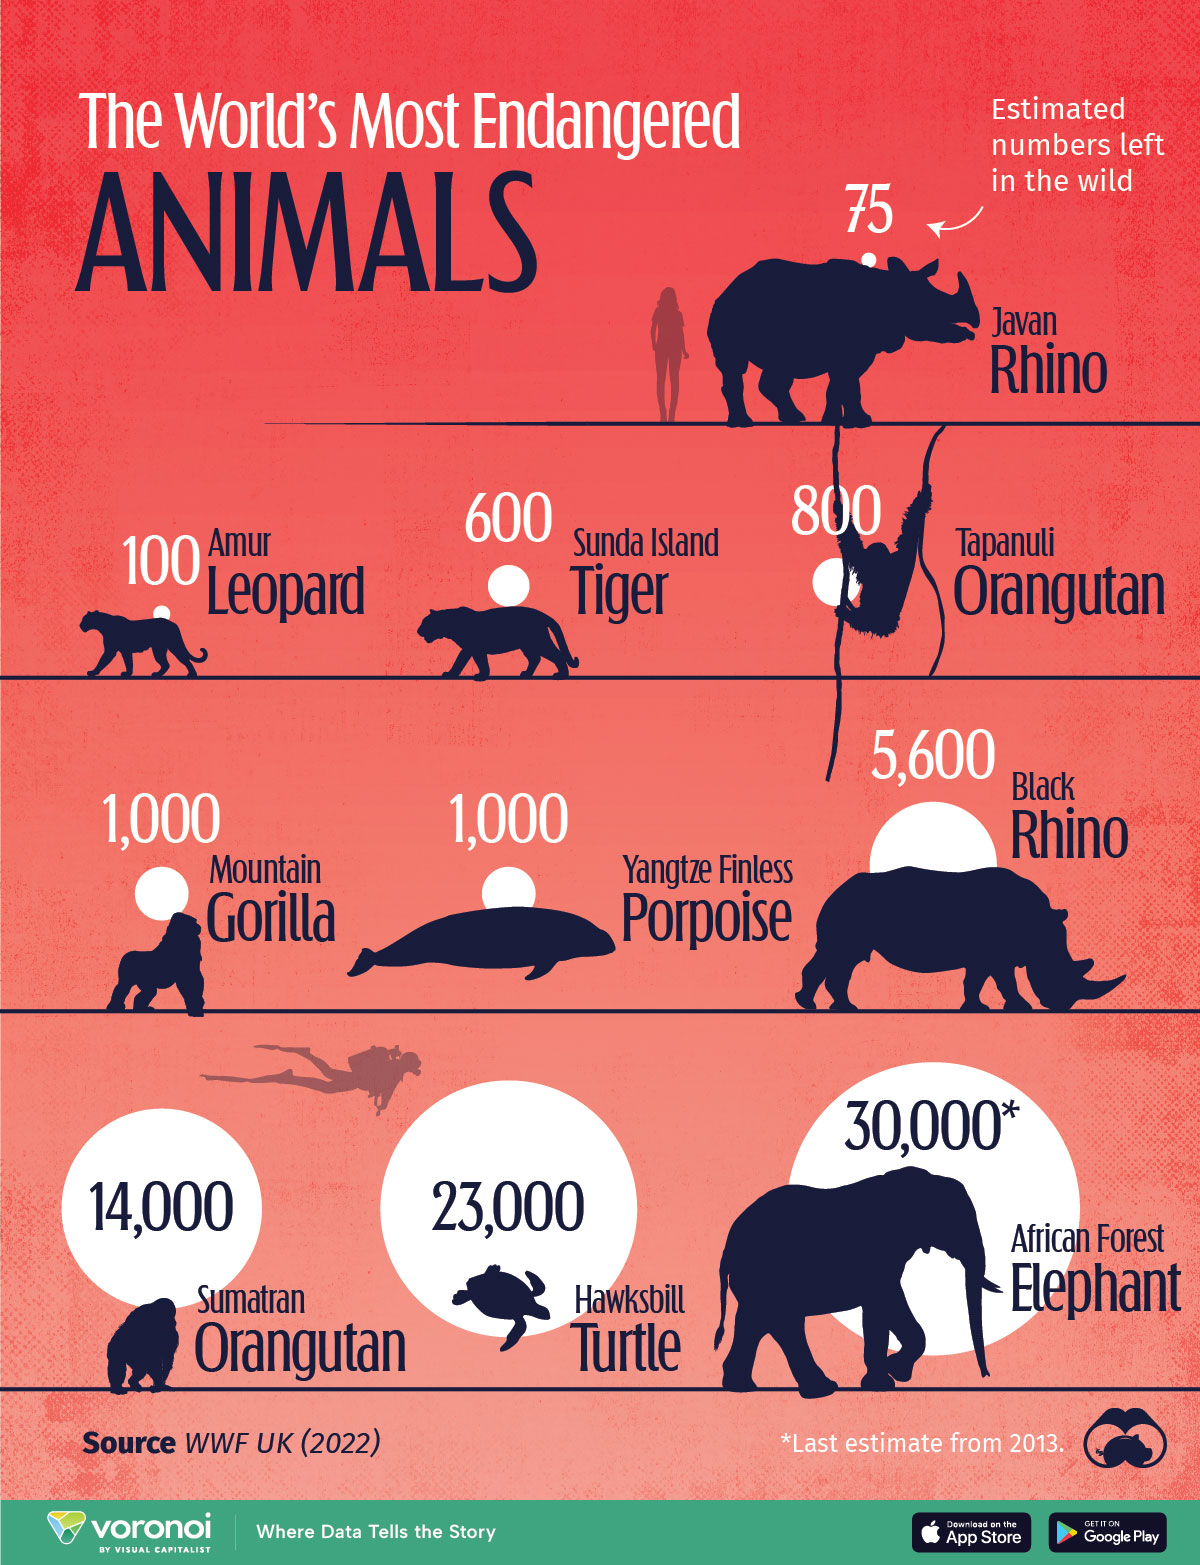 The World's Most Endangered
ANIMALS
Estimated
numbers left
in the wild
75
Javan
Rhino
100
Amur
Leopard
600
Sunda Island
Tiger
800
Tapanuli
Orangutan
1,000
Mountain
Gorilla
1,000
Yangtze Finless
Porpoise
5,600
Black
Rhino
14,000
Sumatran
Orangutan
23,000
Hawksbill
Turtle
30,000*
African Forest
Elephant
Source WWF UK (2022)
*Last estimate from 2013.
voronoi
BY VISUAL CAPITALIST
Where Data Tells the Story
Download on the
App Store
GET IT ON
Google Play